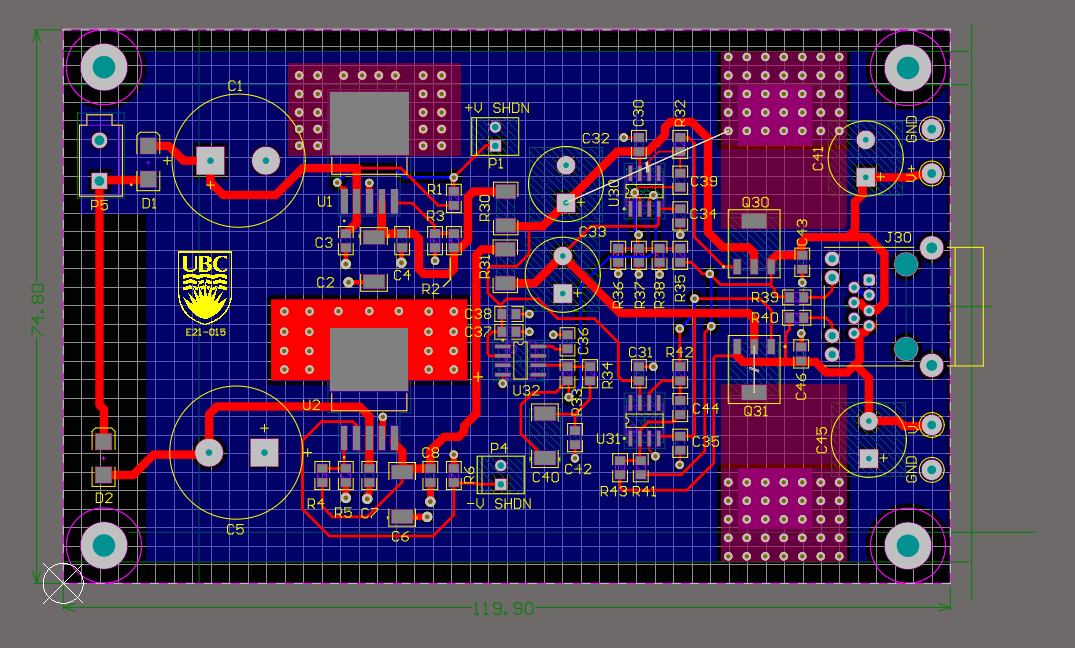 C1
+V SHDN
P1
C30
R32
C32
GND
C41
U+
P5
D1
U1
R1
R3
R30
U30
C39
C34
Q30
C43
J30
C3
C4
C2
R2
R31
C33
R36
R37
R38
R35
R39
R40
UBC
E21-015
74.80
C38
C37
C36
U32
R34
R33
C31
R42
C46
Q31
C44
U2
C40
C42
U31
C35
R43
R41
C45
U-
GND
P4
-V SHDN
C8
R6
R4
R5
C7
C6
D2
C5
119.90